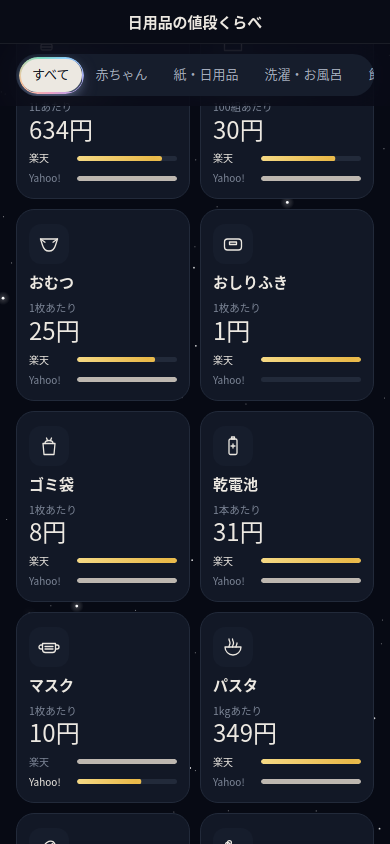 日用品の値段くらべ
すべて
赤ちゃん
紙・日用品
洗濯・お風呂
1Lあたり
634円
楽天
Yahoo!
100組あたり
30円
楽天
Yahoo!
おむつ
1枚あたり
25円
楽天
Yahoo!
おしりふき
1枚あたり
1円
楽天
Yahoo!
ゴミ袋
1枚あたり
8円
楽天
Yahoo!
乾電池
1本あたり
31円
楽天
Yahoo!
マスク
1枚あたり
10円
楽天
Yahoo!
パスタ
1kgあたり
349円
楽天
Yahoo!